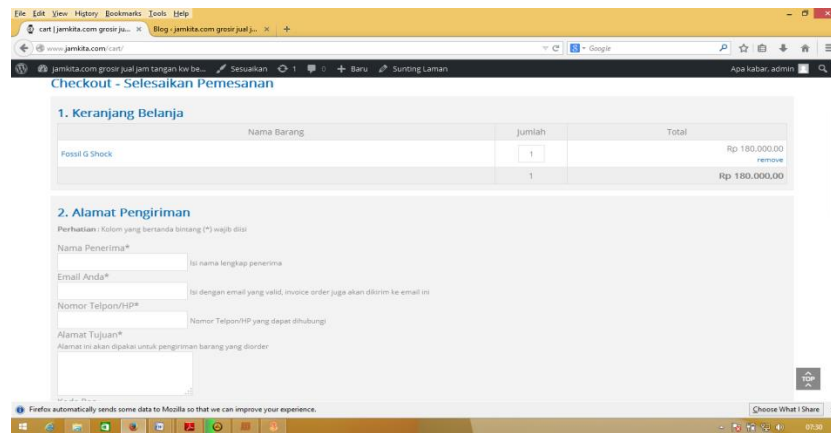 File Edit View History Bookmarks Tools Help
cart | jamkita.com grosir ju... × Blog - jamkita.com grosir jual j... × +
www.jamkita.com/cart/ Google
jamkita.com grosir jual jam tangan kw be... Sesuaikan 1 0 + Baru Sunting Laman Apa kabar, admin
Checkout - Selesaikan Pemesanan
1. Keranjang Belanja
Nama Barang Jumlah Total
Fossil G Shock 1 Rp 180.000,00
remove
1 Rp 180.000,00
2. Alamat Pengiriman
Perhatian : Kolom yang bertanda bintang (*) wajib diisi
Nama Penerima*
Isi nama lengkap penerima
Email Anda*
Isi dengan email yang valid, invoice order juga akan dikirim ke email ini
Nomor Telpon/HP*
Nomor Telpon/HP yang dapat dihubungi
Alamat Tujuan*
Alamat ini akan dipakai untuk pengiriman barang yang diorder
TOP
Firefox automatically sends some data to Mozilla so that we can improve your experience. Choose What I Share
07:30